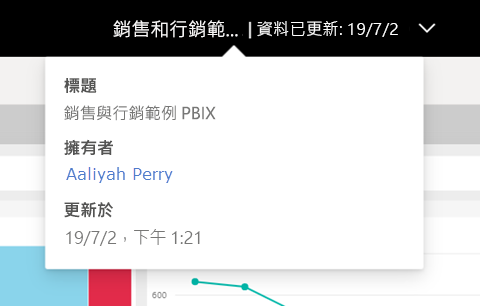 銷售和行銷範... | 資料已更新: 19/7/2
標題
銷售與行銷範例 PBIX
擁有者
Aaliyah Perry
更新於
19/7/2，下午 1:21
600